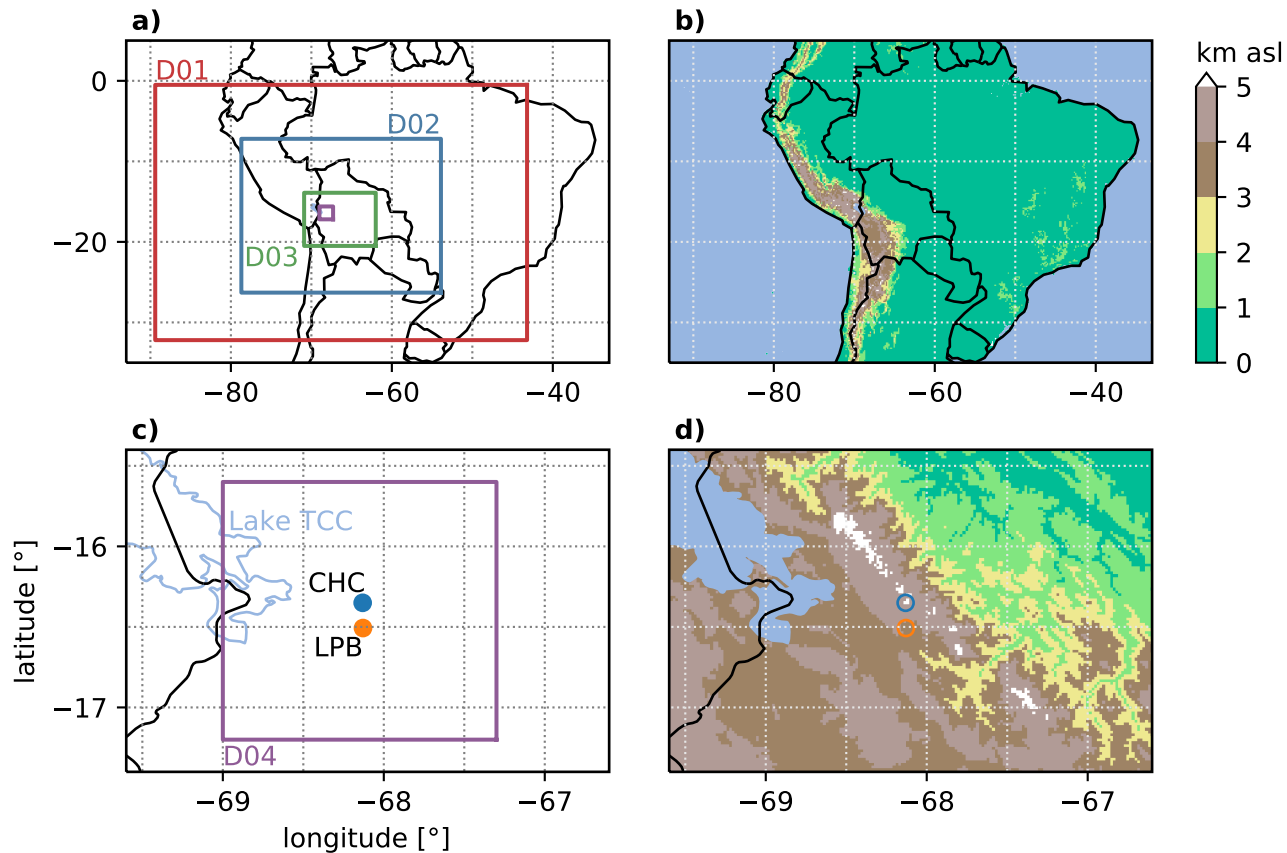 a)
b)
D01
km asl
0
D02
5
4
3
−20
D03
2
1
0
−80
−60
−40
−80
−60
−40
c)
d)
−16
Lake TCC
CHC
LPB
−17
D04
latitude [°]
−69
−68
−67
−69
−68
−67
longitude [°]